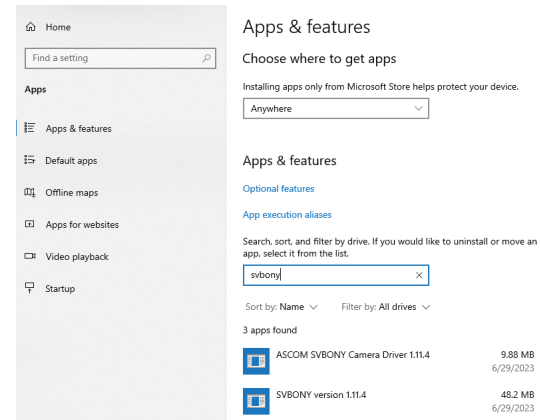 Home
Find a setting
Apps
Apps & features
Default apps
Offline maps
Apps for websites
Video playback
Startup
Apps & features
Choose where to get apps
Installing apps only from Microsoft Store helps protect your device.
Anywhere
Apps & features
Optional features
App execution aliases
Search, sort, and filter by drive. If you would like to uninstall or move an
app, select it from the list.
svbony
Sort by: Name Filter by: All drives
3 apps found
ASCOM SVBONY Camera Driver 1.11.4 9.88 MB
6/29/2023
SVBONY version 1.11.4 48.2 MB
6/29/2023